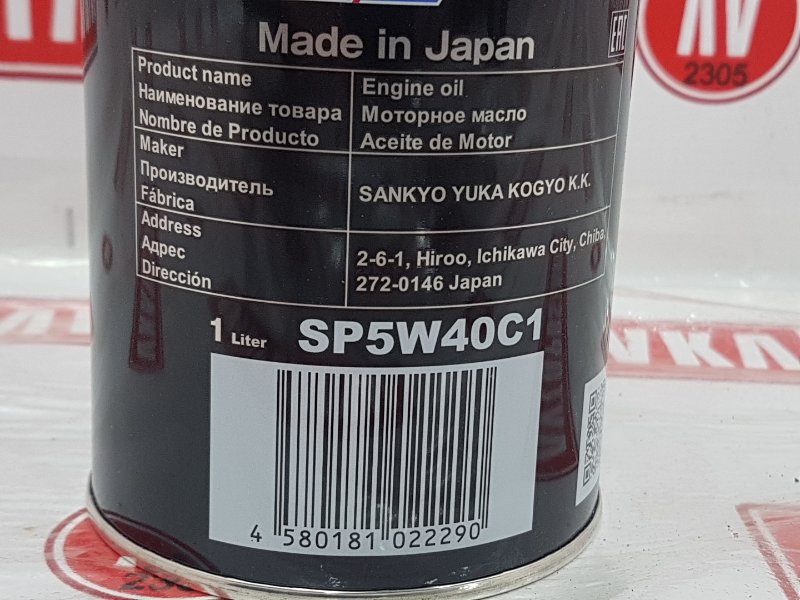 Made in Japan
Product name
Наименование товара
Nombre de Producto
Engine oil
Моторное масло
Aceite de Motor
Maker
Производитель
Fábrica
SANKYO YUKA KOGYO K.K.
Address
Адрес
Dirección
2-6-1, Hiroo, Ichikawa City, Chiba,
272-0146 Japan
1 Liter SP5W40C1
4 580181 022290
EAC
2305